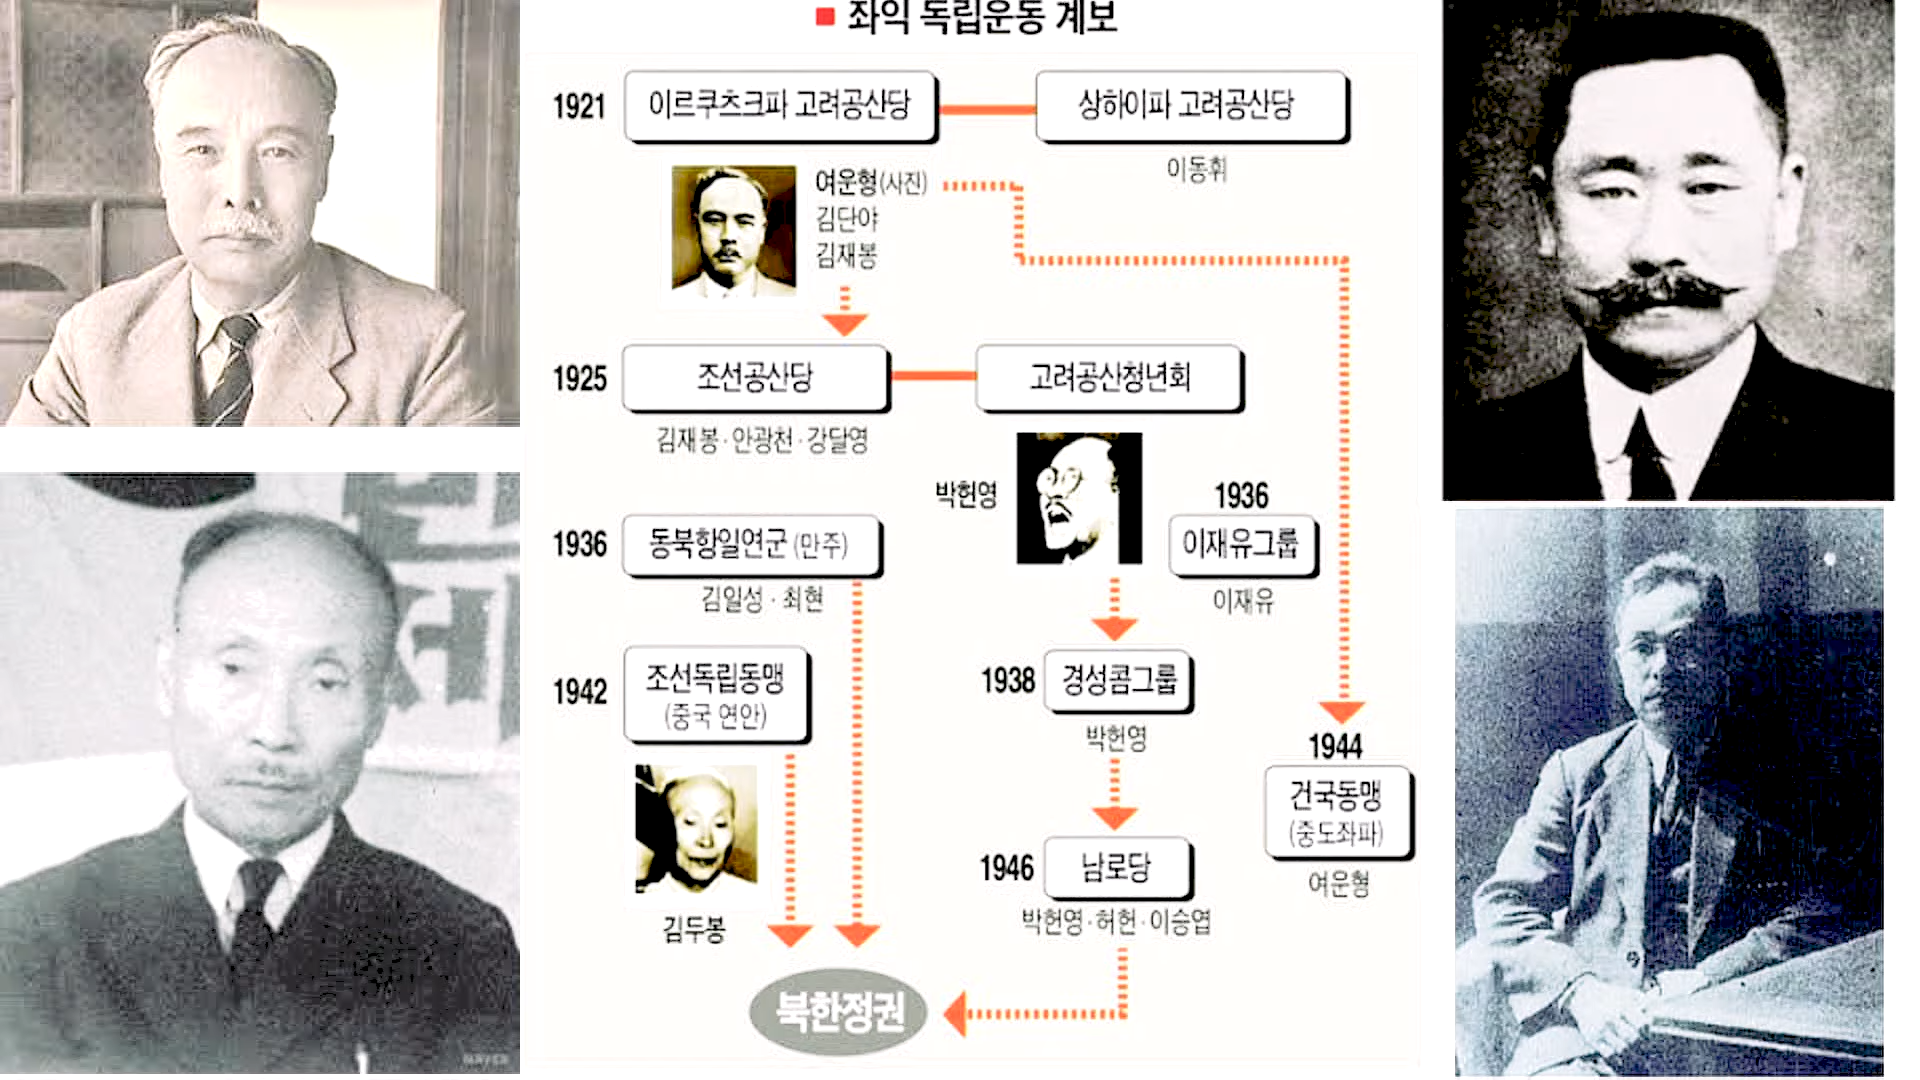 ■ 좌익 독립운동 계보
1921
이르쿠츠크파 고려공산당
상하이파 고려공산당
여운형(사진)
김단야
김재봉
이동휘
1925
조선공산당
고려공산청년회
김재봉·안광천·강달영
박헌영
1936
동북항일연군 (만주)
김일성·최현
1936
이재유그룹
이재유
1942
조선독립동맹
(중국 연안)
김두봉
1938
경성콤그룹
박헌영
1944
건국동맹
(중도좌파)
여운형
1946
남로당
박헌영·허헌·이승엽
북한정권
NAVER